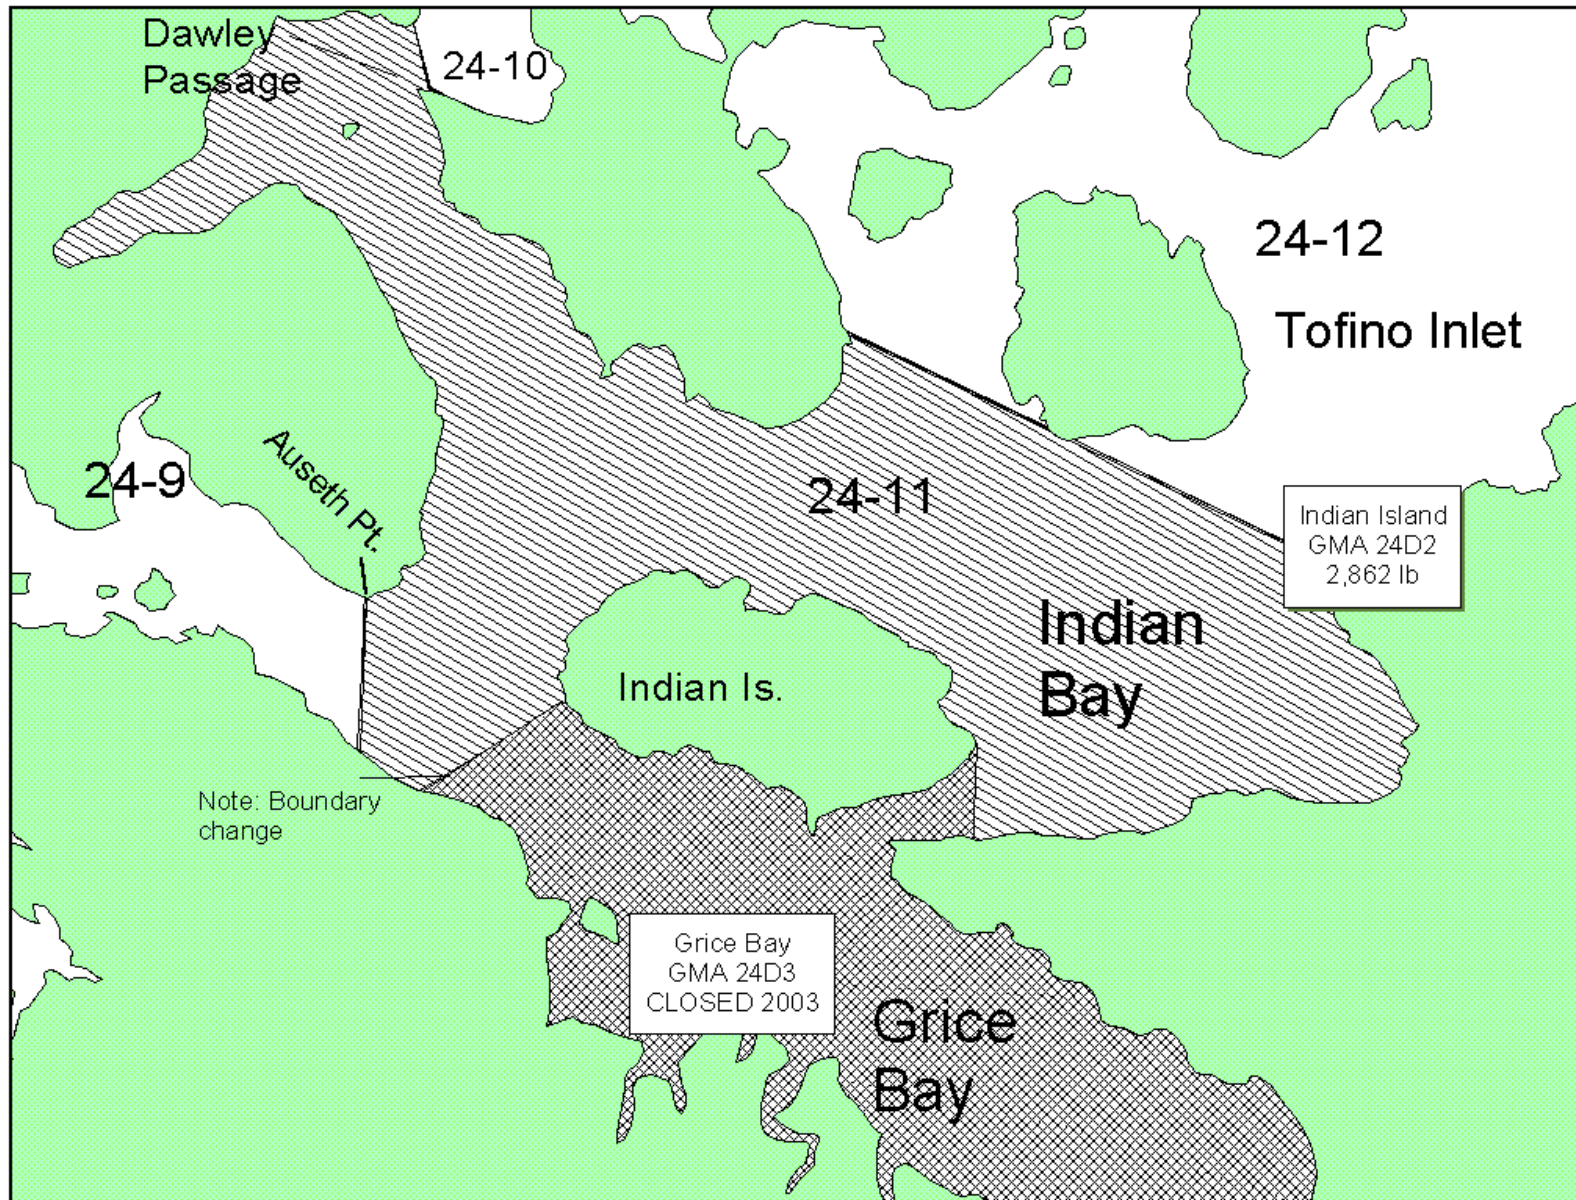 Dawley
Passage
24-10
24-12
Tofino Inlet
24-9
Auseth Pt.
24-11
Indian Island
GMA 24D2
2,862 lb
Indian
Bay
Indian Is.
Note: Boundary
change
Grice Bay
GMA 24D3
CLOSED 2003
Grice
Bay